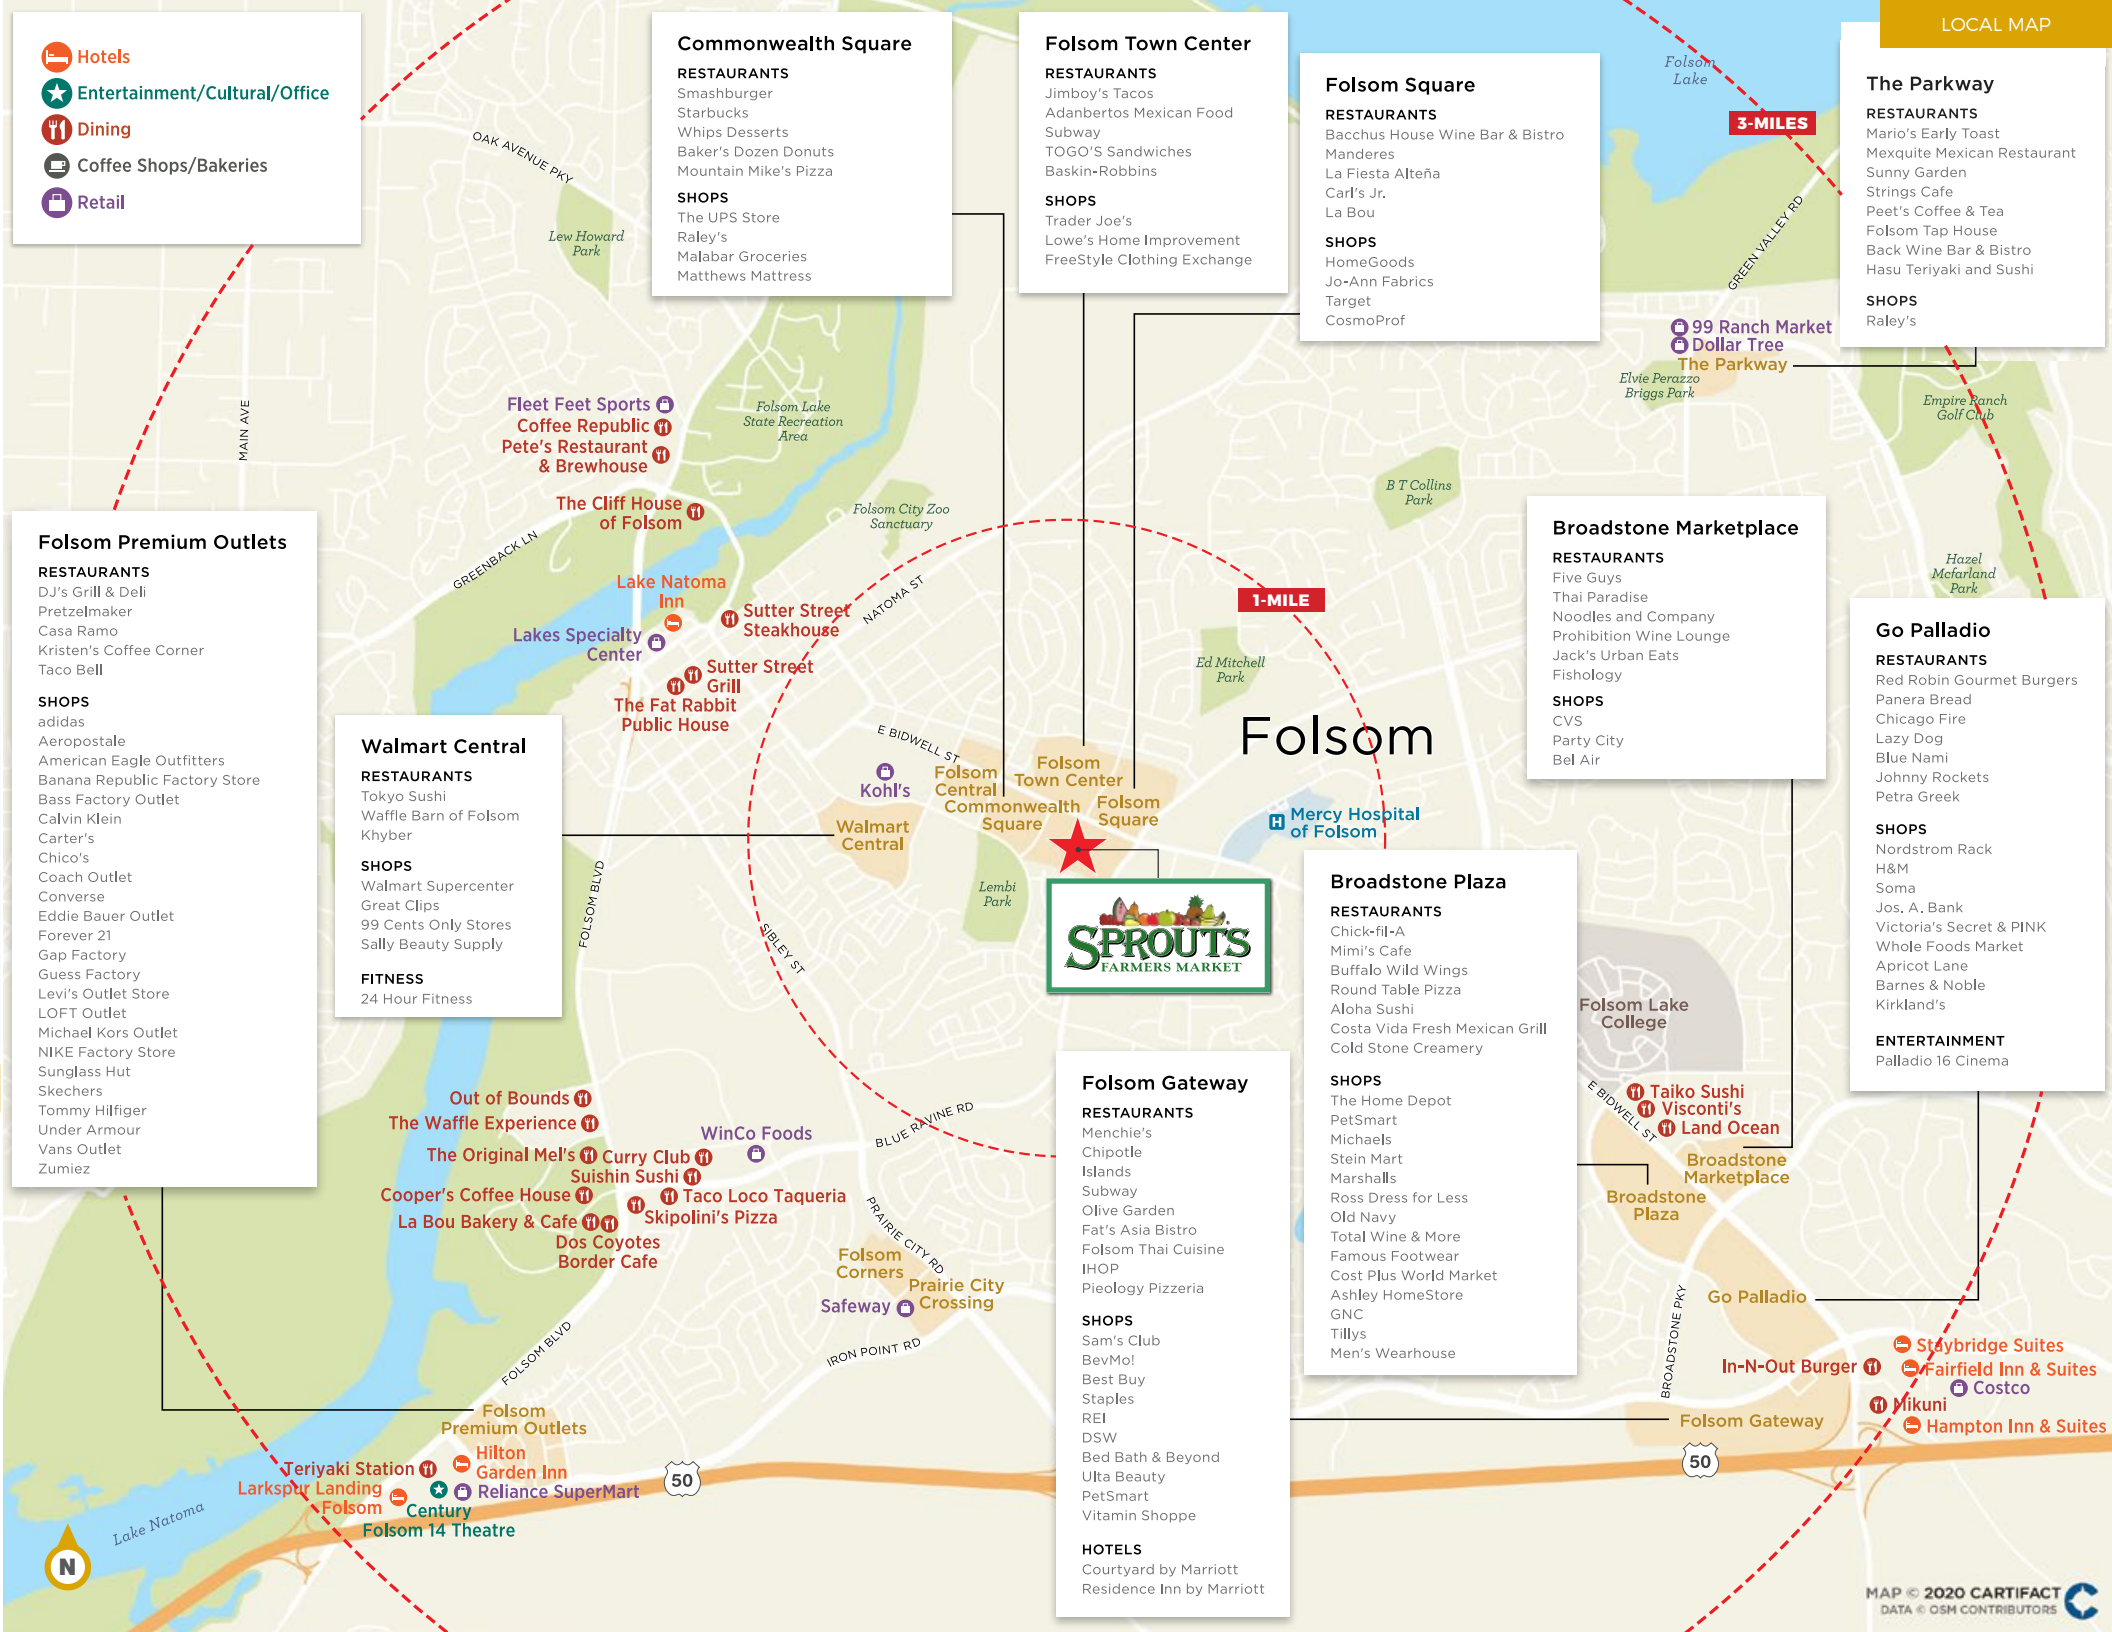 LOCAL MAP
Hotels
Entertainment/Cultural/Office
Dining
Coffee Shops/Bakeries
Retail
Commonwealth Square
RESTAURANTS
Smashburger
Starbucks
Whips Desserts
Baker's Dozen Donuts
Mountain Mike's Pizza
SHOPS
The UPS Store
Raley's
Malabar Groceries
Matthews Mattress
Folsom Town Center
RESTAURANTS
Jimboy's Tacos
Adanbertos Mexican Food
Subway
TOGO'S Sandwiches
Baskin-Robbins
SHOPS
Trader Joe's
Lowe's Home Improvement
FreeStyle Clothing Exchange
Folsom Square
RESTAURANTS
Bacchus House Wine Bar & Bistro
Manderes
La Fiesta Alteña
Carl's Jr.
La Bou
SHOPS
HomeGoods
Jo-Ann Fabrics
Target
CosmoProf
Folsom
Lake
3-MILES
The Parkway
RESTAURANTS
Mario's Early Toast
Mexquite Mexican Restaurant
Sunny Garden
Strings Cafe
Peet's Coffee & Tea
Folsom Tap House
Back Wine Bar & Bistro
Hasu Teriyaki and Sushi
SHOPS
Raley's
OAK AVENUE PKY
Lew Howard
Park
GREEN VALLEY RD
99 Ranch Market
Dollar Tree
The Parkway
Elvie Perazzo
Briggs Park
Empire Ranch
Golf Club
MAIN AVE
Fleet Feet Sports
Coffee Republic
Pete's Restaurant
& Brewhouse
Folsom Lake
State Recreation
Area
The Cliff House
of Folsom
Folsom City Zoo
Sanctuary
B T Collins
Park
GREENBACK LN
Lake Natoma
Inn
Sutter Street
Steakhouse
Lakes Specialty
Center
Sutter Street
Grill
The Fat Rabbit
Public House
NATOMA ST
1-MILE
Ed Mitchell
Park
Folsom
Hazel
Mcfarland
Park
Folsom Premium Outlets
RESTAURANTS
DJ's Grill & Deli
Pretzelmaker
Casa Ramo
Kristen's Coffee Corner
Taco Bell
SHOPS
adidas
Aeropostale
American Eagle Outfitters
Banana Republic Factory Store
Bass Factory Outlet
Calvin Klein
Carter's
Chico's
Coach Outlet
Converse
Eddie Bauer Outlet
Forever 21
Gap Factory
Guess Factory
Levi's Outlet Store
LOFT Outlet
Michael Kors Outlet
NIKE Factory Store
Sunglass Hut
Skechers
Tommy Hilfiger
Under Armour
Vans Outlet
Zumiez
Walmart Central
RESTAURANTS
Tokyo Sushi
Waffle Barn of Folsom
Khyber
SHOPS
Walmart Supercenter
Great Clips
99 Cents Only Stores
Sally Beauty Supply
FITNESS
24 Hour Fitness
Broadstone Marketplace
RESTAURANTS
Five Guys
Thai Paradise
Noodles and Company
Prohibition Wine Lounge
Jack's Urban Eats
Fishology
SHOPS
CVS
Party City
Bel Air
Go Palladio
RESTAURANTS
Red Robin Gourmet Burgers
Panera Bread
Chicago Fire
Lazy Dog
Blue Nami
Johnny Rockets
Petra Greek
SHOPS
Nordstrom Rack
H&M
Soma
Jos. A. Bank
Victoria's Secret & PINK
Whole Foods Market
Apricot Lane
Barnes & Noble
Kirkland's
ENTERTAINMENT
Palladio 16 Cinema
E BIDWELL ST
Kohl's
Folsom
Central
Folsom
Town Center
Commonwealth
Square
Folsom
Square
Walmart
Central
H
Mercy Hospital
of Folsom
Lembi
Park
SPROUTS
FARMERS MARKET
FOLSOM BLVD
SIBLEY ST
Broadstone Plaza
RESTAURANTS
Chick-fil-A
Mimi's Cafe
Buffalo Wild Wings
Round Table Pizza
Aloha Sushi
Costa Vida Fresh Mexican Grill
Cold Stone Creamery
SHOPS
The Home Depot
PetSmart
Michaels
Stein Mart
Marshalls
Ross Dress for Less
Old Navy
Total Wine & More
Famous Footwear
Cost Plus World Market
Ashley HomeStore
GNC
Tillys
Men's Wearhouse
Folsom Lake
College
E BIDWELL ST
Taiko Sushi
Visconti's
Land Ocean
Broadstone
Marketplace
Broadstone
Plaza
Folsom Gateway
RESTAURANTS
Menchie's
Chipotle
Islands
Subway
Olive Garden
Fat's Asia Bistro
Folsom Thai Cuisine
IHOP
Pieology Pizzeria
SHOPS
Sam's Club
BevMo!
Best Buy
Staples
REI
DSW
Bed Bath & Beyond
Ulta Beauty
PetSmart
Vitamin Shoppe
HOTELS
Courtyard by Marriott
Residence Inn by Marriott
Out of Bounds
The Waffle Experience
The Original Mel's
Curry Club
Suishin Sushi
Cooper's Coffee House
Taco Loco Taqueria
La Bou Bakery & Cafe
Skipolini's Pizza
Dos Coyotes
Border Cafe
WinCo Foods
BLUE RAVINE RD
PRAIRIE CITY RD
Folsom
Corners
Prairie City
Crossing
Safeway
IRON POINT RD
FOLSOM BLVD
BROADSTONE PKY
Go Palladio
Staybridge Suites
In-N-Out Burger
Fairfield Inn & Suites
Costco
Mikuni
Hampton Inn & Suites
Folsom Gateway
50
Folsom
Premium Outlets
Hilton
Garden Inn
Teriyaki Station
Larkspur Landing
Folsom
Reliance SuperMart
Century
Folsom 14 Theatre
50
Lake Natoma
N
MAP © 2020 CARTIFACT
DATA © OSM CONTRIBUTORS